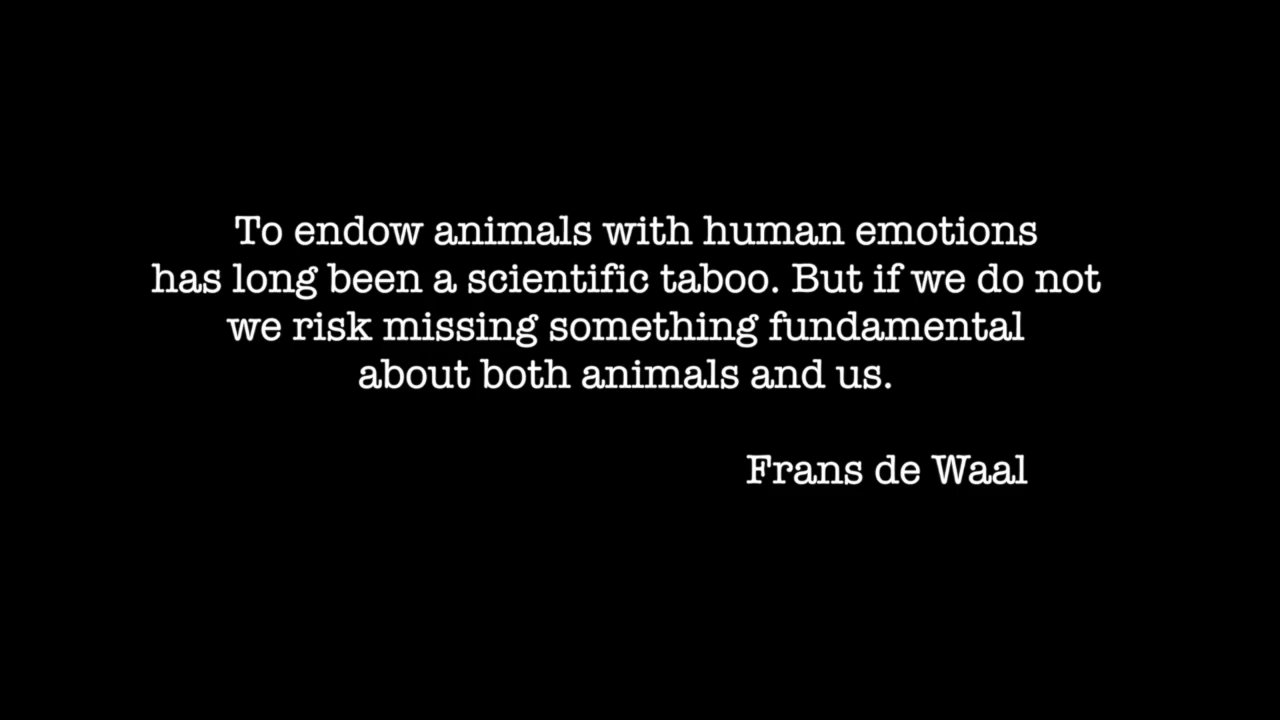 To endow animals with human emotions
has long been a scientific taboo. But if we do not
we risk missing something fundamental
about both animals and us.
Frans de Waal